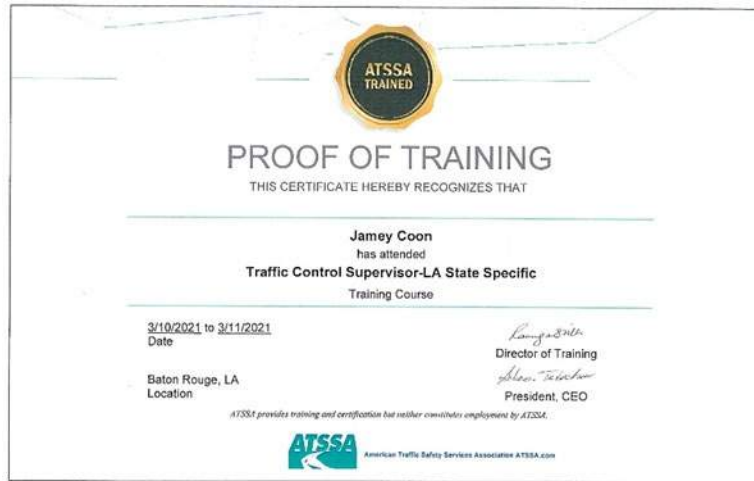 ATSSA
TRAINED
PROOF OF TRAINING
THIS CERTIFICATE HEREBY RECOGNIZES THAT
Jamey Coon
has attended
Traffic Control Supervisor-LA State Specific
Training Course
3/10/2021 to 3/11/2021
Date
Director of Training
Baton Rouge, LA
Location
President, CEO
ATSSA provides training and certification but neither constitutes employment by ATSSA.
ATSSA
American Traffic Safety Services Association ATSSA.com